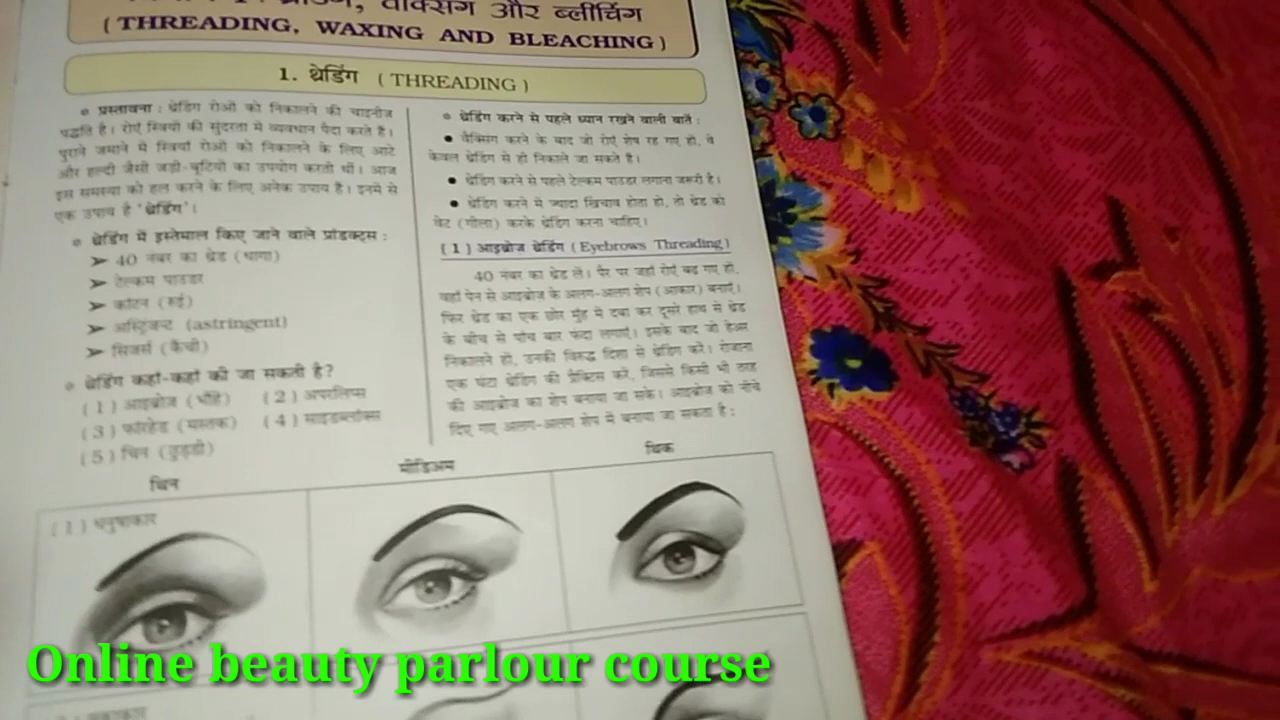 थ्रेडिंग, वैक्सिंग और ब्लीचिंग
( THREADING, WAXING AND BLEACHING )
1. थ्रेडिंग ( THREADING )
प्रस्तावना : थ्रेडिंग रोओं को निकालने की चाइनीज
पद्धति है। रोएँ स्त्रियों की सुंदरता में व्यवधान पैदा करते हैं।
पुराने जमाने में स्त्रियाँ रोओं को निकालने के लिए आटे
और हल्दी जैसी जड़ी-बूटियों का उपयोग करती थीं। आज
इस समस्या को हल करने के लिए अनेक उपाय हैं। इनमें से
एक उपाय है 'थ्रेडिंग'।
थ्रेडिंग में इस्तेमाल किए जाने वाले प्रॉडक्ट्स :
➤ 40 नंबर का थ्रेड (धागा)
➤ टेल्कम पाउडर
➤ कॉटन (रुई)
➤ अस्ट्रिंजन्ट (astringent)
➤ सिजर्स (कैंची)
थ्रेडिंग कहाँ-कहाँ की जा सकती है?
( 1 ) आइब्रोज (भौंहें) ( 2 ) अपरलिप्स
( 3 ) फॉरहेड (मस्तक) ( 4 ) साइडब्लॉक्स
( 5 ) चिन (ठुड्डी)
थ्रेडिंग करने से पहले ध्यान रखने वाली बातें :
● वैक्सिंग करने के बाद जो रोएँ शेष रह गए हों, वे
केवल थ्रेडिंग से ही निकाले जा सकते हैं।
● थ्रेडिंग करने से पहले टेल्कम पाउडर लगाना जरूरी है।
● थ्रेडिंग करने में ज्यादा खिंचाव होता हो, तो थ्रेड को
वेट (गीला) करके थ्रेडिंग करना चाहिए।
( 1 ) आइब्रोज थ्रेडिंग ( Eyebrows Threading )
40 नंबर का थ्रेड लें। पैर पर जहाँ रोएँ बढ़ गए हों,
वहाँ पेन से आइब्रोज के अलग-अलग शेप (आकार) बनाएँ।
फिर थ्रेड का एक छोर मुँह में दबा कर दूसरे हाथ से थ्रेड
के बीच से पाँच बार फंदा लगाएँ। इसके बाद जो हेअर
निकालने हों, उनकी विरुद्ध दिशा से थ्रेडिंग करें। रोजाना
एक घंटा थ्रेडिंग की प्रैक्टिस करें, जिससे किसी भी तरह
की आइब्रोज का शेप बनाया जा सके। आइब्रोज को नीचे
दिए गए अलग-अलग शेप में बनाया जा सकता है :
थिन मीडिअम थिक
( 1 ) धनुषाकार
Online beauty parlour course